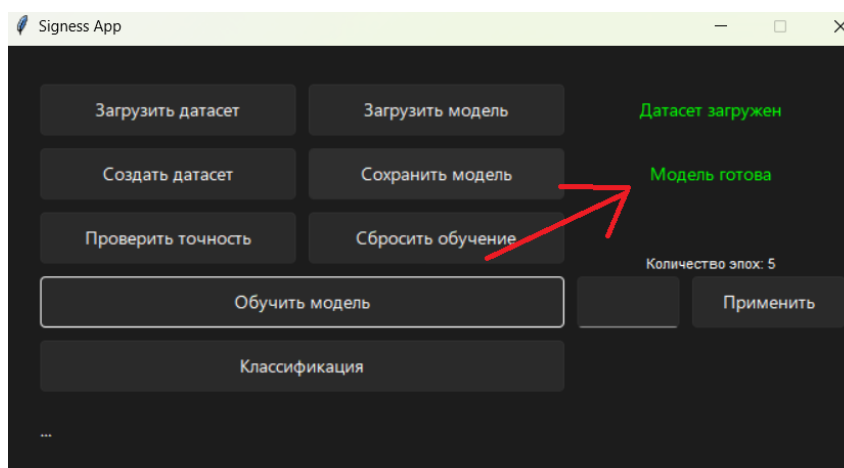 Signess App
Загрузить датасет Загрузить модель Датасет загружен
Создать датасет Сохранить модель Модель готова
Проверить точность Сбросить обучение
Количество эпох: 5
Обучить модель Применить
Классификация
...